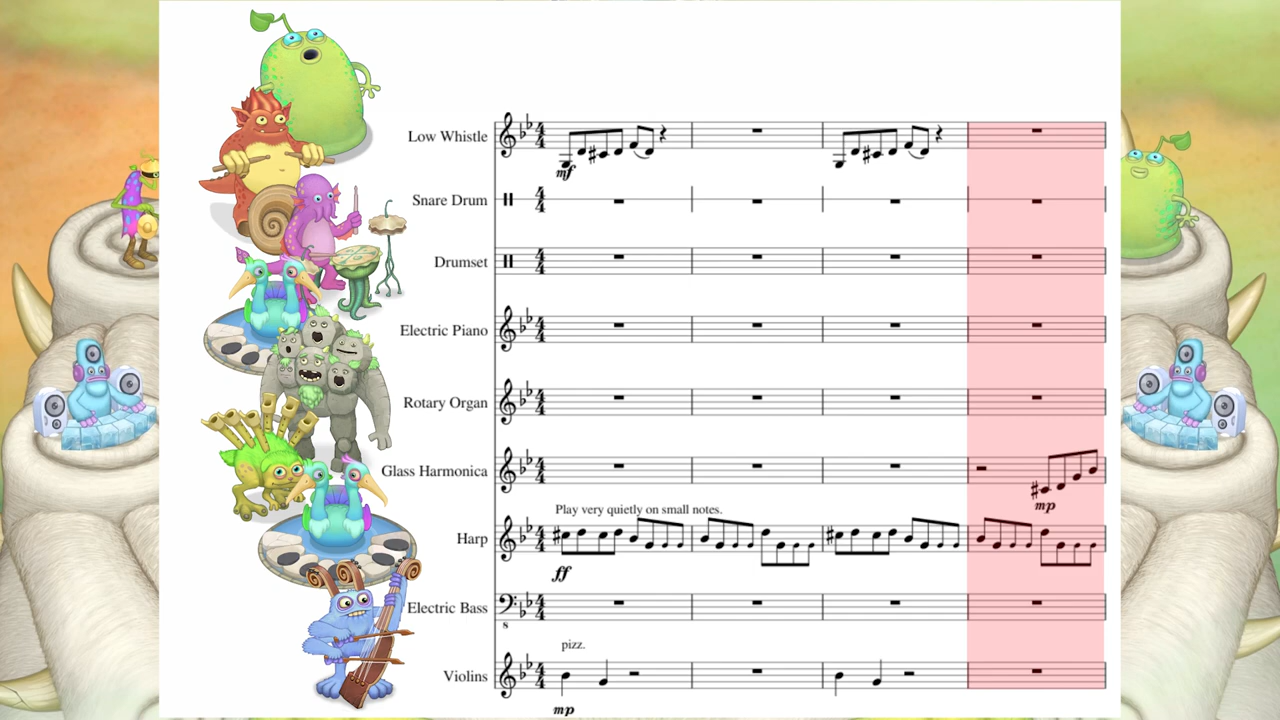 Low Whistle
mf
Snare Drum
Drumset
Electric Piano
Rotary Organ
Glass Harmonica
mp
Play very quietly on small notes.
Harp
ff
Electric Bass
8
pizz.
Violins
mp